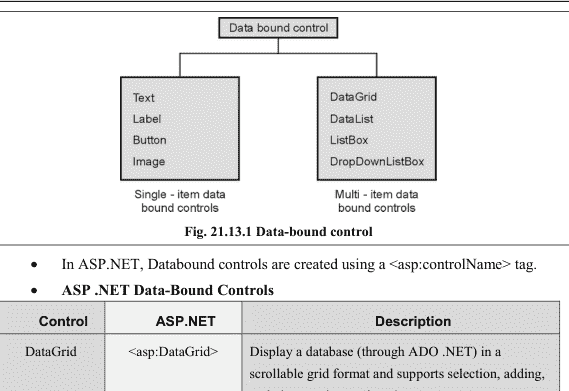 Data bound control
Text
Label
Button
Image
DataGrid
DataList
ListBox
DropDownListBox
Single - item data
bound controls
Multi - item data
bound controls
Fig. 21.13.1 Data-bound control
• In ASP.NET, Databound controls are created using a <asp:controlName> tag.
• ASP .NET Data-Bound Controls
Control ASP.NET Description
DataGrid <asp:DataGrid> Display a database (through ADO .NET) in a
scrollable grid format and supports selection, adding,